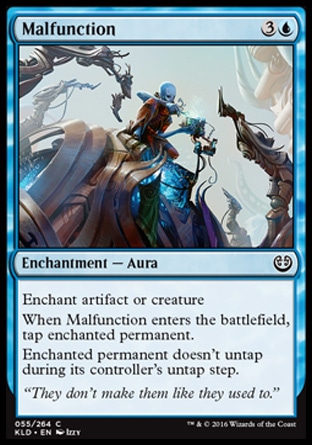 Malfunction 3
Enchantment — Aura
Enchant artifact or creature
When Malfunction enters the battlefield,
tap enchanted permanent.
Enchanted permanent doesn't untap
during its controller's untap step.
"They don't make them like they used to."
055/264 C
KLD • EN Izzy
™ & © 2016 Wizards of the Coast